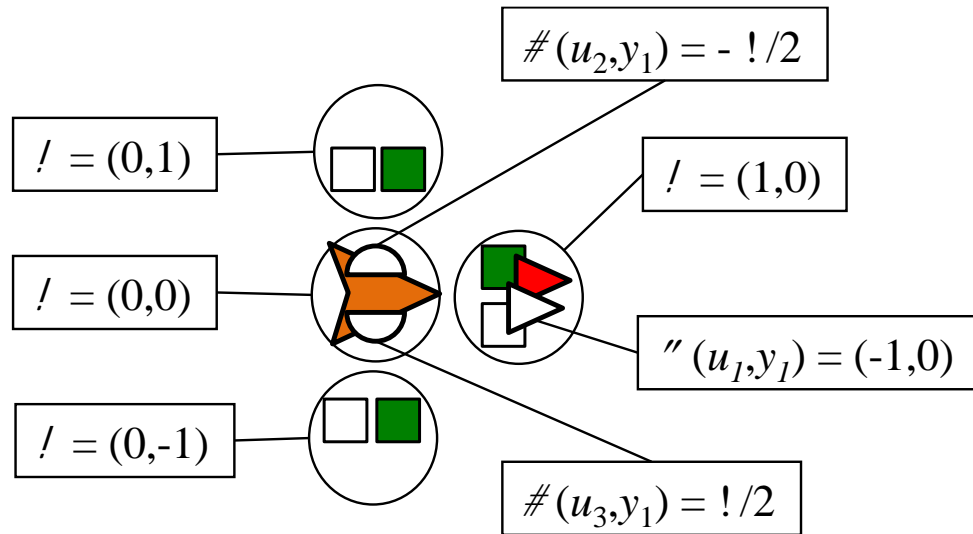 # (u2,y1) = - ! /2
! = (0,1)
! = (1,0)
! = (0,0)
″ (u1,y1) = (-1,0)
! = (0,-1)
# (u3,y1) = ! /2